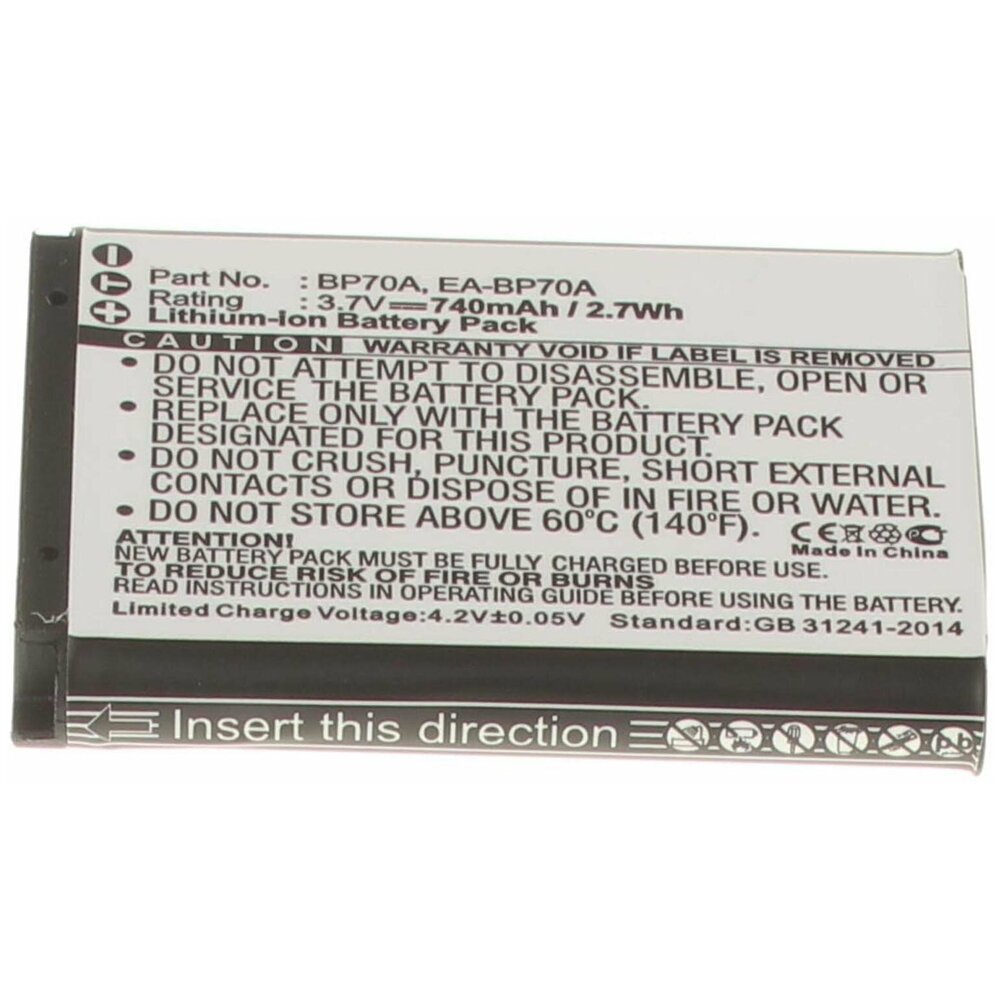 Part No. : BP70A, EA-BP70A
Rating : 3.7V⎓740mAh / 2.7Wh
Lithium-ion Battery Pack
CAUTION WARRANTY VOID IF LABEL IS REMOVED
• DO NOT ATTEMPT TO DISASSEMBLE, OPEN OR
SERVICE THE BATTERY PACK.
• REPLACE ONLY WITH THE BATTERY PACK
DESIGNATED FOR THIS PRODUCT.
• DO NOT CRUSH, PUNCTURE, SHORT EXTERNAL
CONTACTS OR DISPOSE OF IN FIRE OR WATER.
• DO NOT STORE ABOVE 60°C (140°F).
CE
Made In China
ATTENTION!
NEW BATTERY PACK MUST BE FULLY CHARGED BEFORE USE.
TO REDUCE RISK OF FIRE OR BURNS
READ INSTRUCTIONS IN OPERATING GUIDE BEFORE USING THE BATTERY.
Limited Charge Voltage:4.2V±0.05V Standard:GB 31241-2014
Insert this direction Pb
- T +